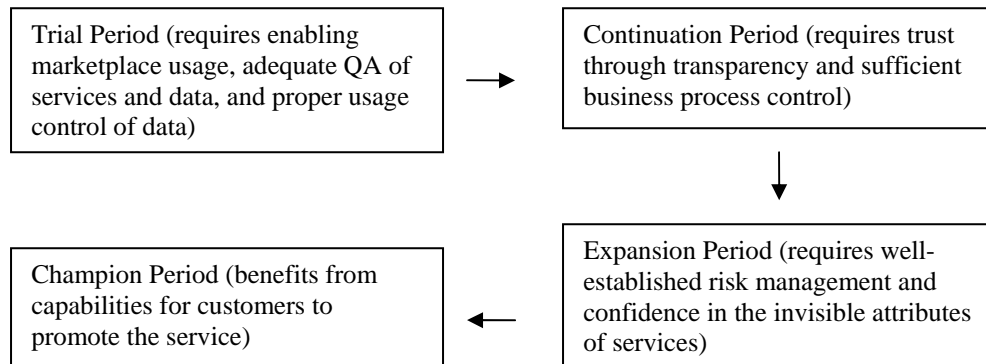 Trial Period (requires enabling
marketplace usage, adequate QA of
services and data, and proper usage
control of data)
Continuation Period (requires trust
through transparency and sufficient
business process control)
Expansion Period (requires well-
established risk management and
confidence in the invisible attributes
of services)
Champion Period (benefits from
capabilities for customers to
promote the service)